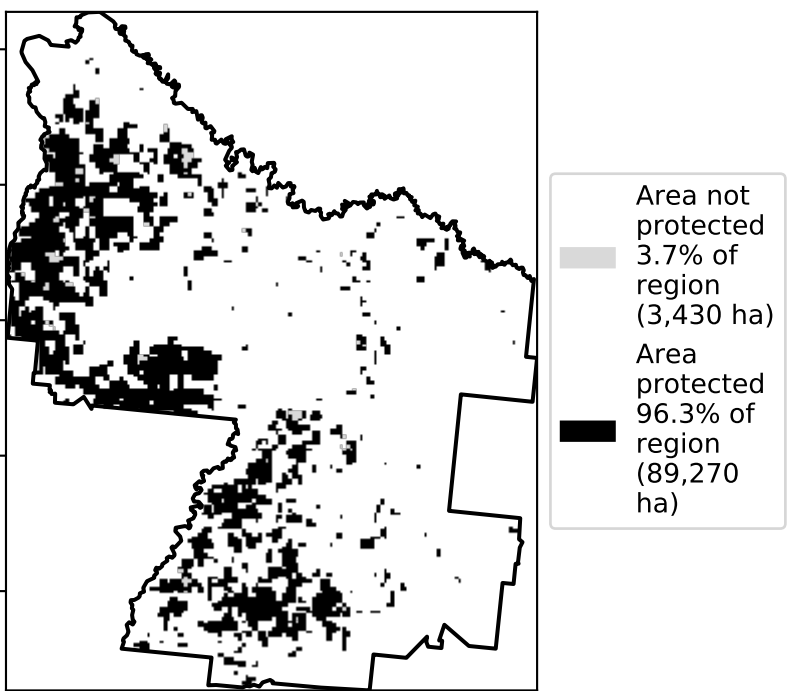 Area not
protected
3.7% of
region
(3,430 ha)
Area
protected
96.3% of
region
(89,270
ha)